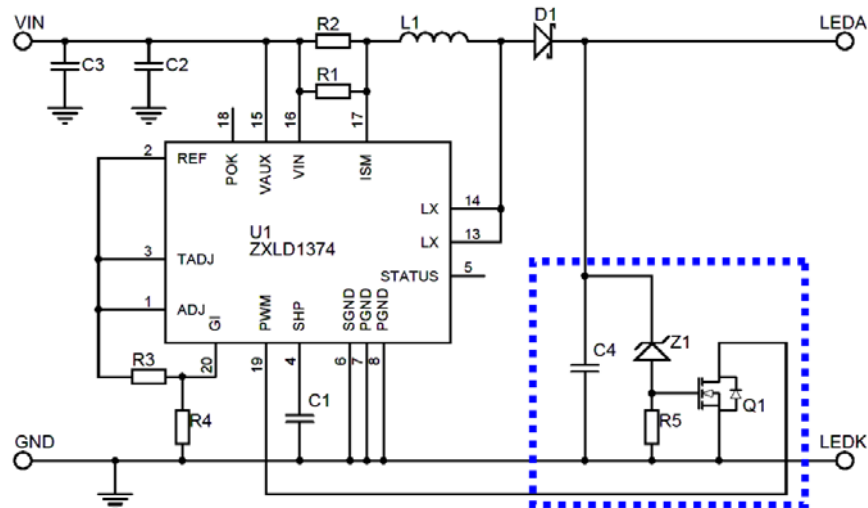 VIN
R2
L1
D1
LEDA
C3
C2
R1
18
15
16
17
2
REF
POK
VAUX
VIN
ISM
LX
14
U1
ZXLD1374
LX
13
3
TADJ
STATUS
5
1
ADJ
GI
PWM
SHP
SGND
PGND
PGND
R3
20
19
4
6
7
8
C4
Z1
R4
C1
R5
Q1
GND
LEDK